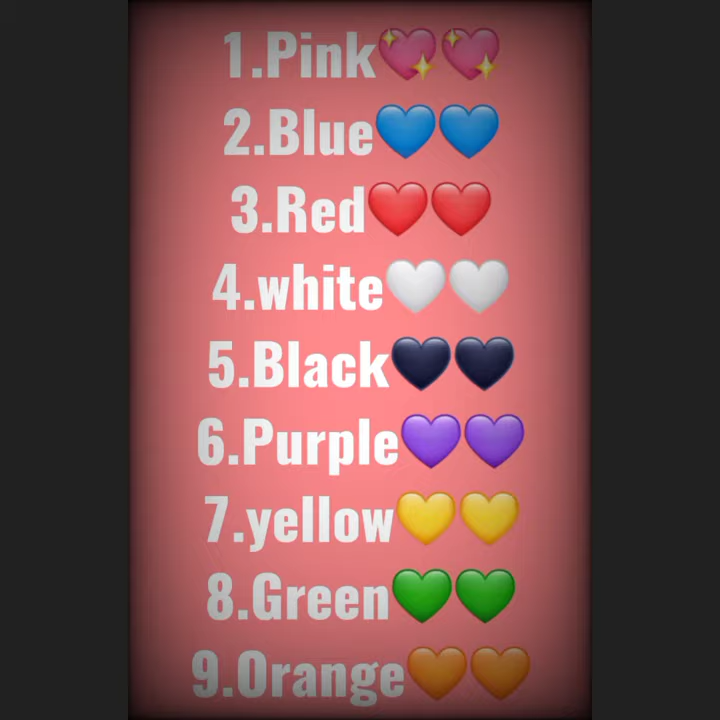 1.Pink💖💖
2.Blue💙💙
3.Red❤️❤️
4.white🤍🤍
5.Black🖤🖤
6.Purple💜💜
7.yellow💛💛
8.Green💚💚
9.Orange🧡🧡